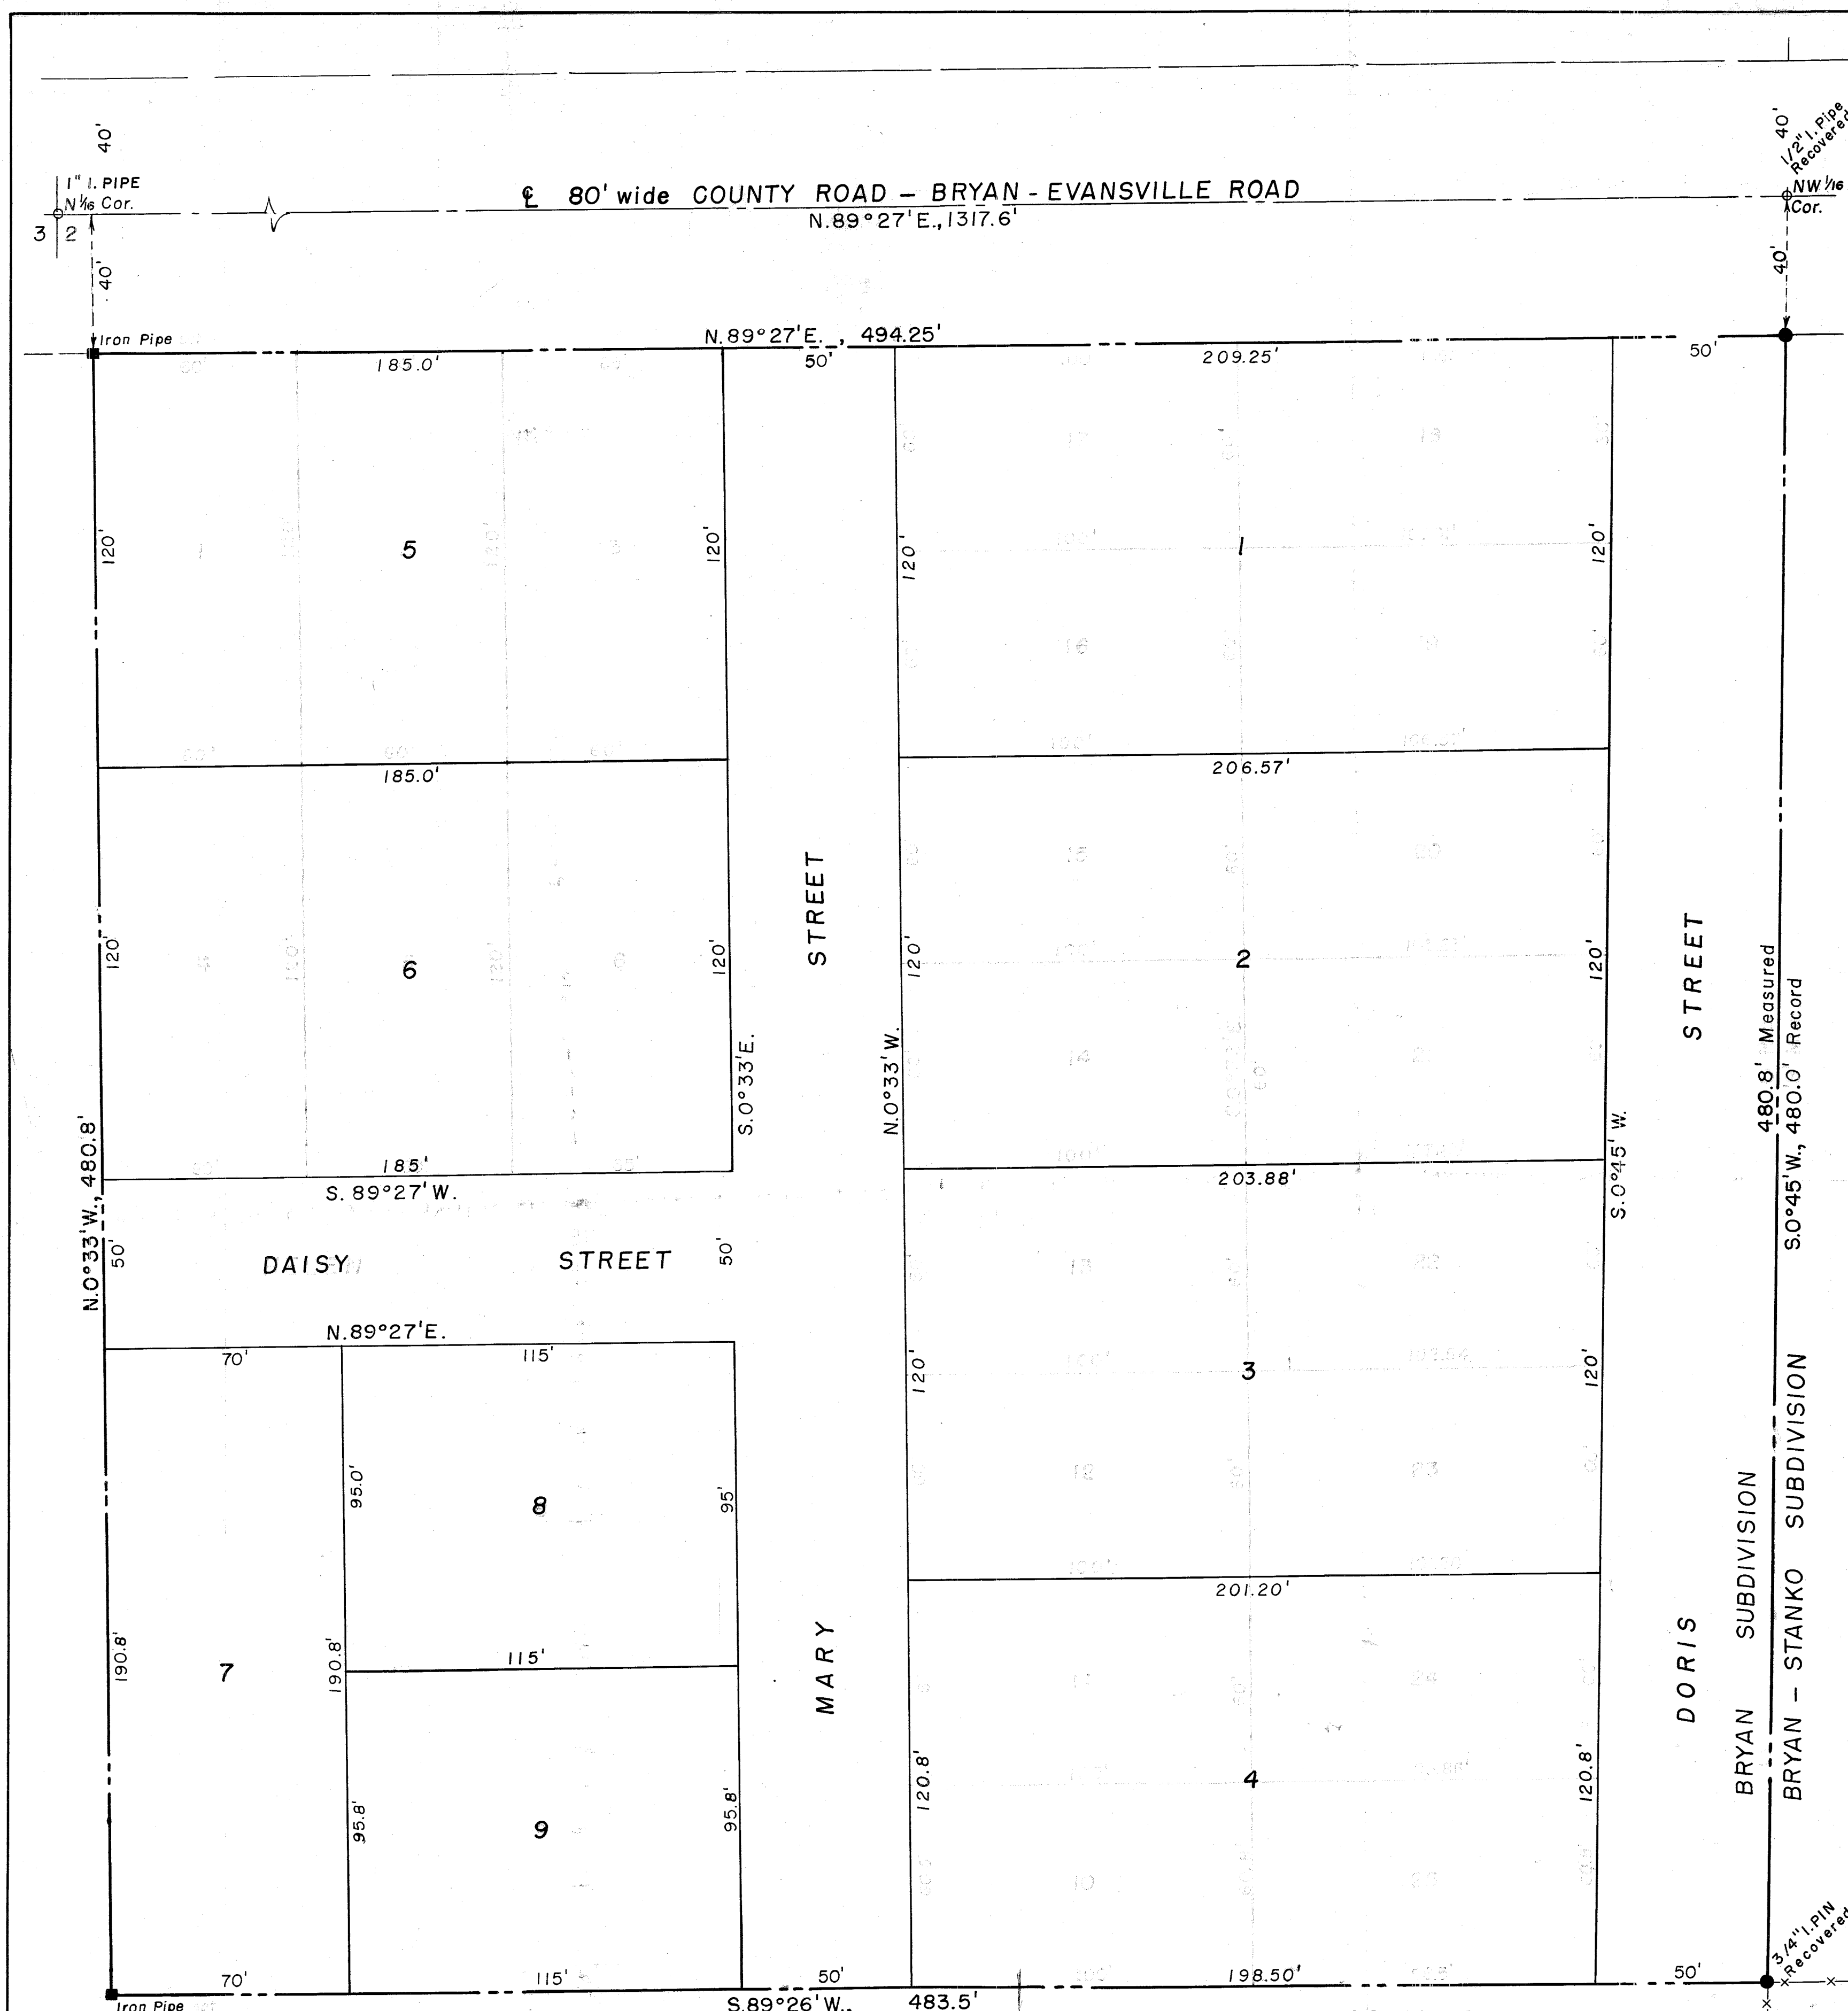 40'
40'
1/2" I. Pipe
Recovered
1" I. PIPE
N 1/16 Cor.
3 2
℄ 80' wide COUNTY ROAD – BRYAN - EVANSVILLE ROAD
N.89°27'E., 1317.6'
NW 1/16
Cor.
40'
40'
Iron Pipe
N.89°27'E. , 494.25'
185.0'
50'
209.25'
50'
120'
5
120'
120'
1
120'
185.0'
206.57'
120'
6
120'
120'
2
120'
STREET
STREET
480.8' Measured
S.0°45'W., 480.0' Record
S.0°33'E.
N.0°33'W.
S.0°45'W.
N.0°33'W., 480.8'
185'
S.89°27'W.
203.88'
50'
DAISY STREET
50'
N.89°27'E.
70'
115'
120'
3
120'
95.0'
8
95'
201.20'
190.8'
7
190.8'
115'
MARY
DORIS
BRYAN SUBDIVISION
BRYAN – STANKO SUBDIVISION
95.8'
9
95.8'
120.8'
4
120.8'
3/4" I.PIN
Recovered
70'
115'
50'
198.50'
50'
Iron Pipe
S.89°26'W., 483.5'